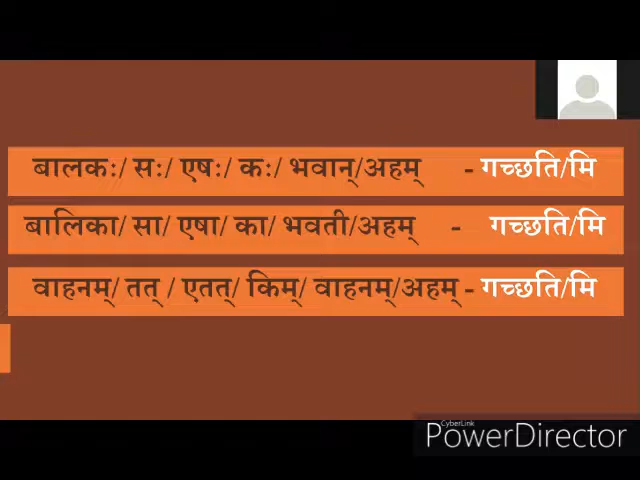 बालकः/ सः/ एषः/ कः/ भवान्/अहम् - गच्छति/मि
बालिका/ सा/ एषा/ का/ भवती/अहम् - गच्छति/मि
वाहनम्/ तत् / एतत्/ किम्/ वाहनम्/अहम् - गच्छति/मि
CyberLink
PowerDirector